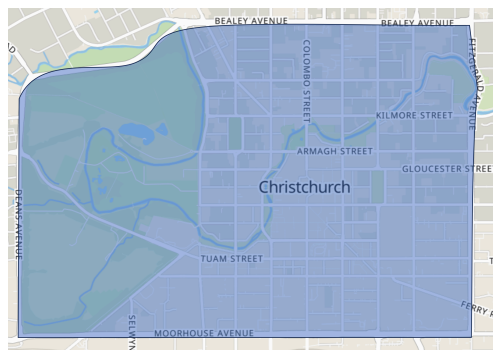 BEALEY AVENUE
BEALEY AVENUE
FITZGERALD AVENUE
COLOMBO STREET
KILMORE STREET
ARMAGH STREET
GLOUCESTER STREE
Christchurch
DEANS AVENUE
TUAM STREET
FERRY
SELWYN
MOORHOUSE AVENUE